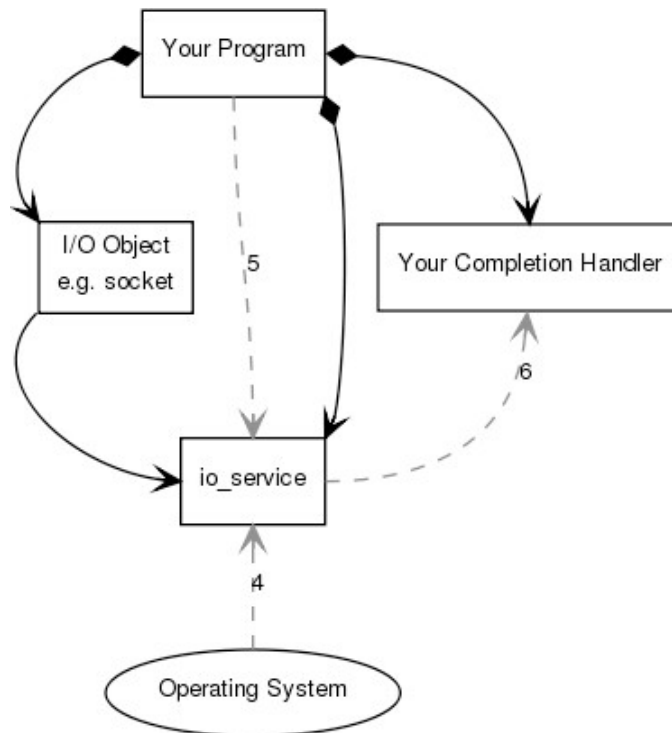 Your Program
I/O Object
e.g. socket
5
Your Completion Handler
6
io_service
4
Operating System